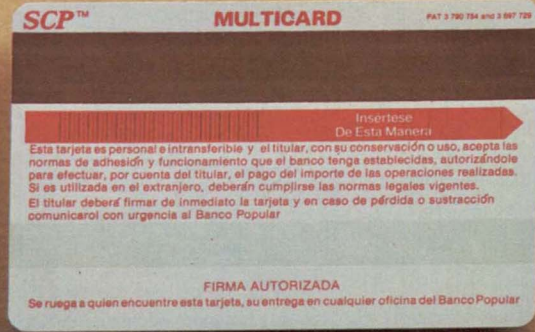 SCP™ MULTICARD PAT 3 790 754 and 3 897 729
Insértese
De Esta Manera
Esta tarjeta es personal e intransferible y el titular, con su conservación o uso, acepta las
normas de adhesión y funcionamiento que el banco tenga establecidas, autorizándole
para efectuar, por cuenta del titular, el pago del importe de las operaciones realizadas.
Si es utilizada en el extranjero, deberán cumplirse las normas legales vigentes.
El titular deberá firmar de inmediato la tarjeta y en caso de pérdida o sustracción
comunicarol con urgencia al Banco Popular
FIRMA AUTORIZADA
Se ruega a quien encuentre esta tarjeta, su entrega en cualquier oficina del Banco Popular